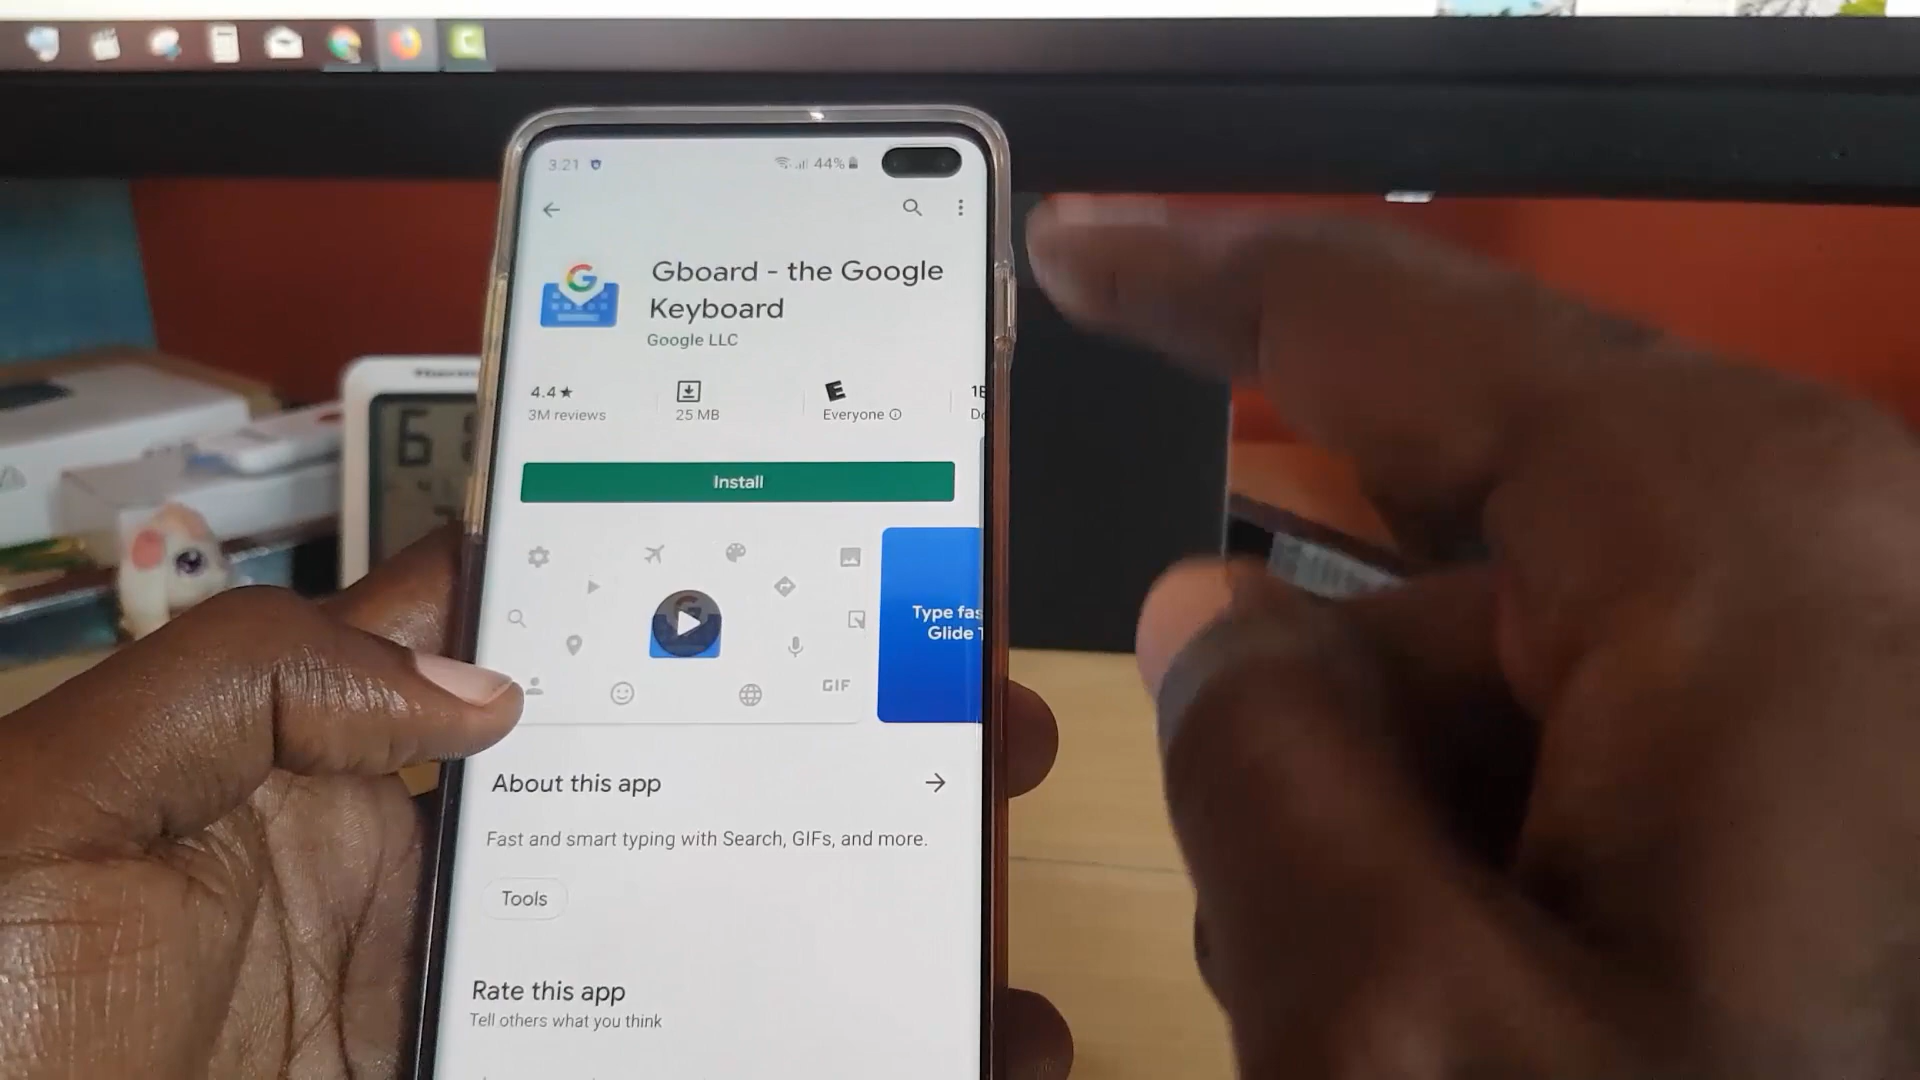 3:21
44%
Gboard - the Google
Keyboard
Google LLC
4.4★
3M reviews
25 MB
E
Everyone
Install
Type fas
Glide T
GIF
About this app
Fast and smart typing with Search, GIFs, and more.
Tools
Rate this app
Tell others what you think